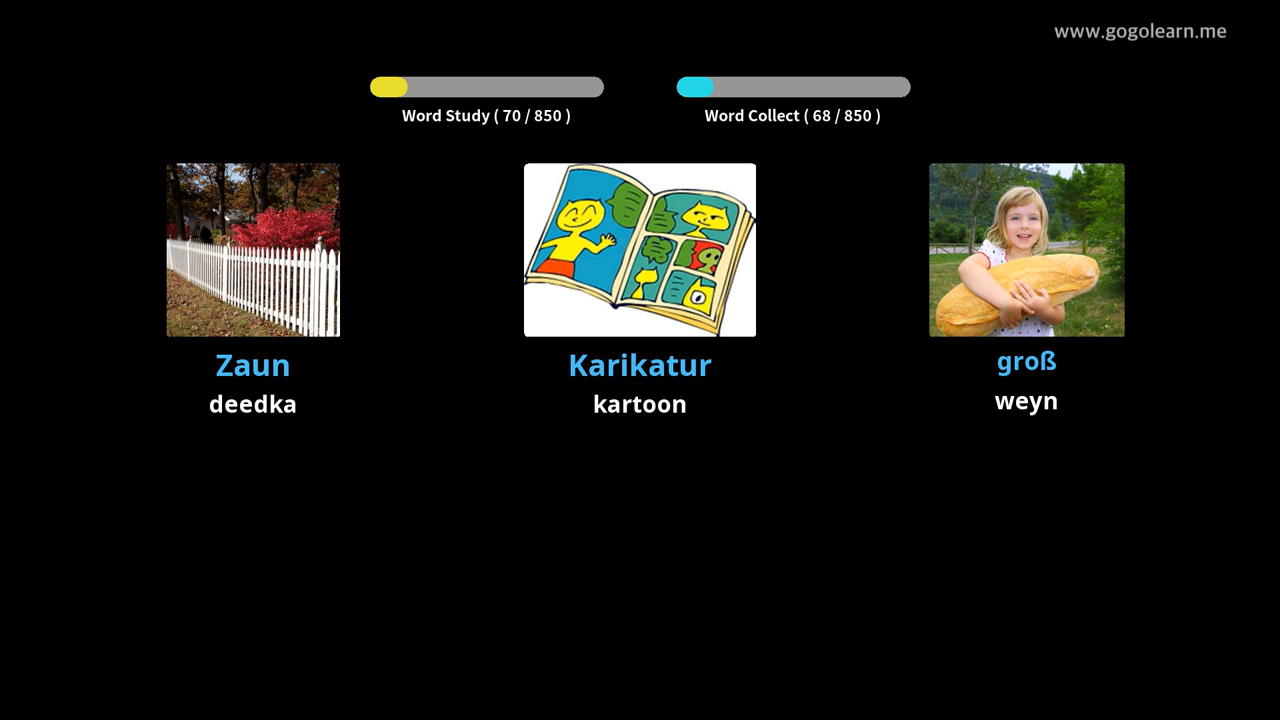 www.gogolearn.me
Word Study ( 70 / 850 )
Word Collect ( 68 / 850 )
Zaun
deedka
Karikatur
kartoon
groß
weyn